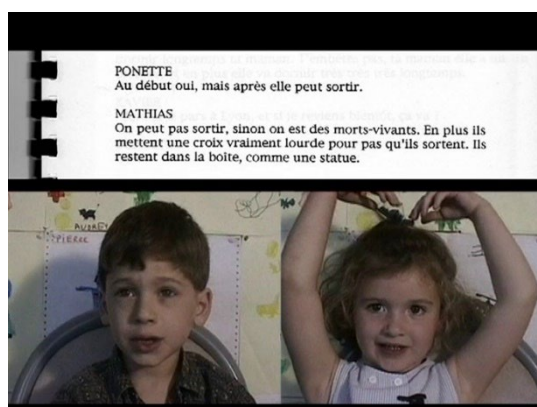 PONETTE
Au début oui, mais après elle peut sortir.
MATHIAS
On peut pas sortir, sinon on est des morts-vivants. En plus ils
mettent une croix vraiment lourde pour pas qu'ils sortent. Ils
restent dans la boîte, comme une statue.
AUDREY
PIERRE